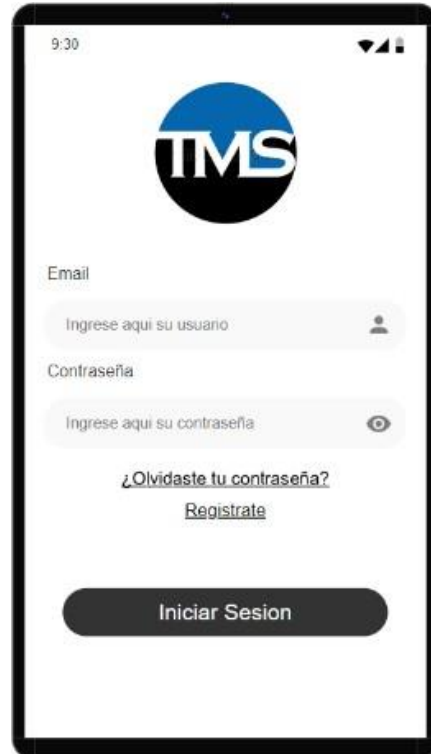 9:30
TMS
Email
Ingrese aqui su usuario
Contraseña
Ingrese aqui su contraseña
¿Olvidaste tu contraseña?
Registrate
Iniciar Sesion